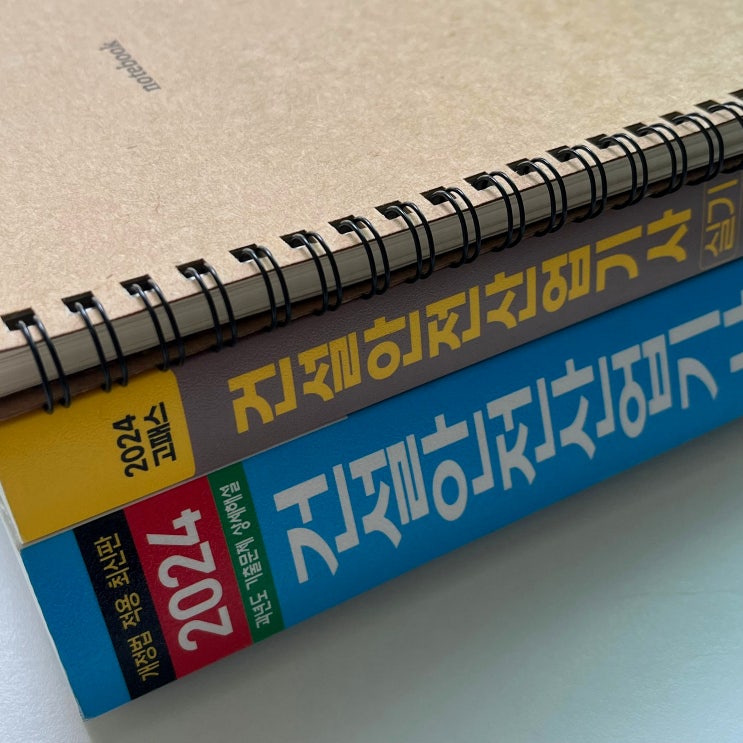 notebook
2024
고패스
건설안전산업기사
실기
개정법 적용 최신판
2024
과년도 기출문제 상세해설
건설안전산업기